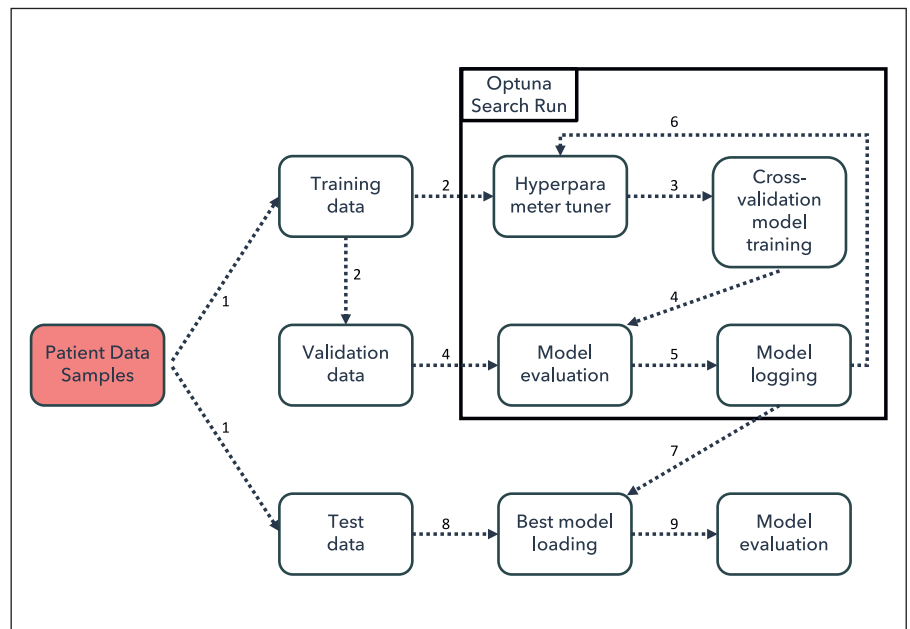 Optuna
Search Run
6
Training
data
2
Hyperpara
meter tuner
3
Cross-
validation
model
training
1
2
4
Patient Data
Samples
Validation
data
4
Model
evaluation
5
Model
logging
1
7
Test
data
8
Best model
loading
9
Model
evaluation